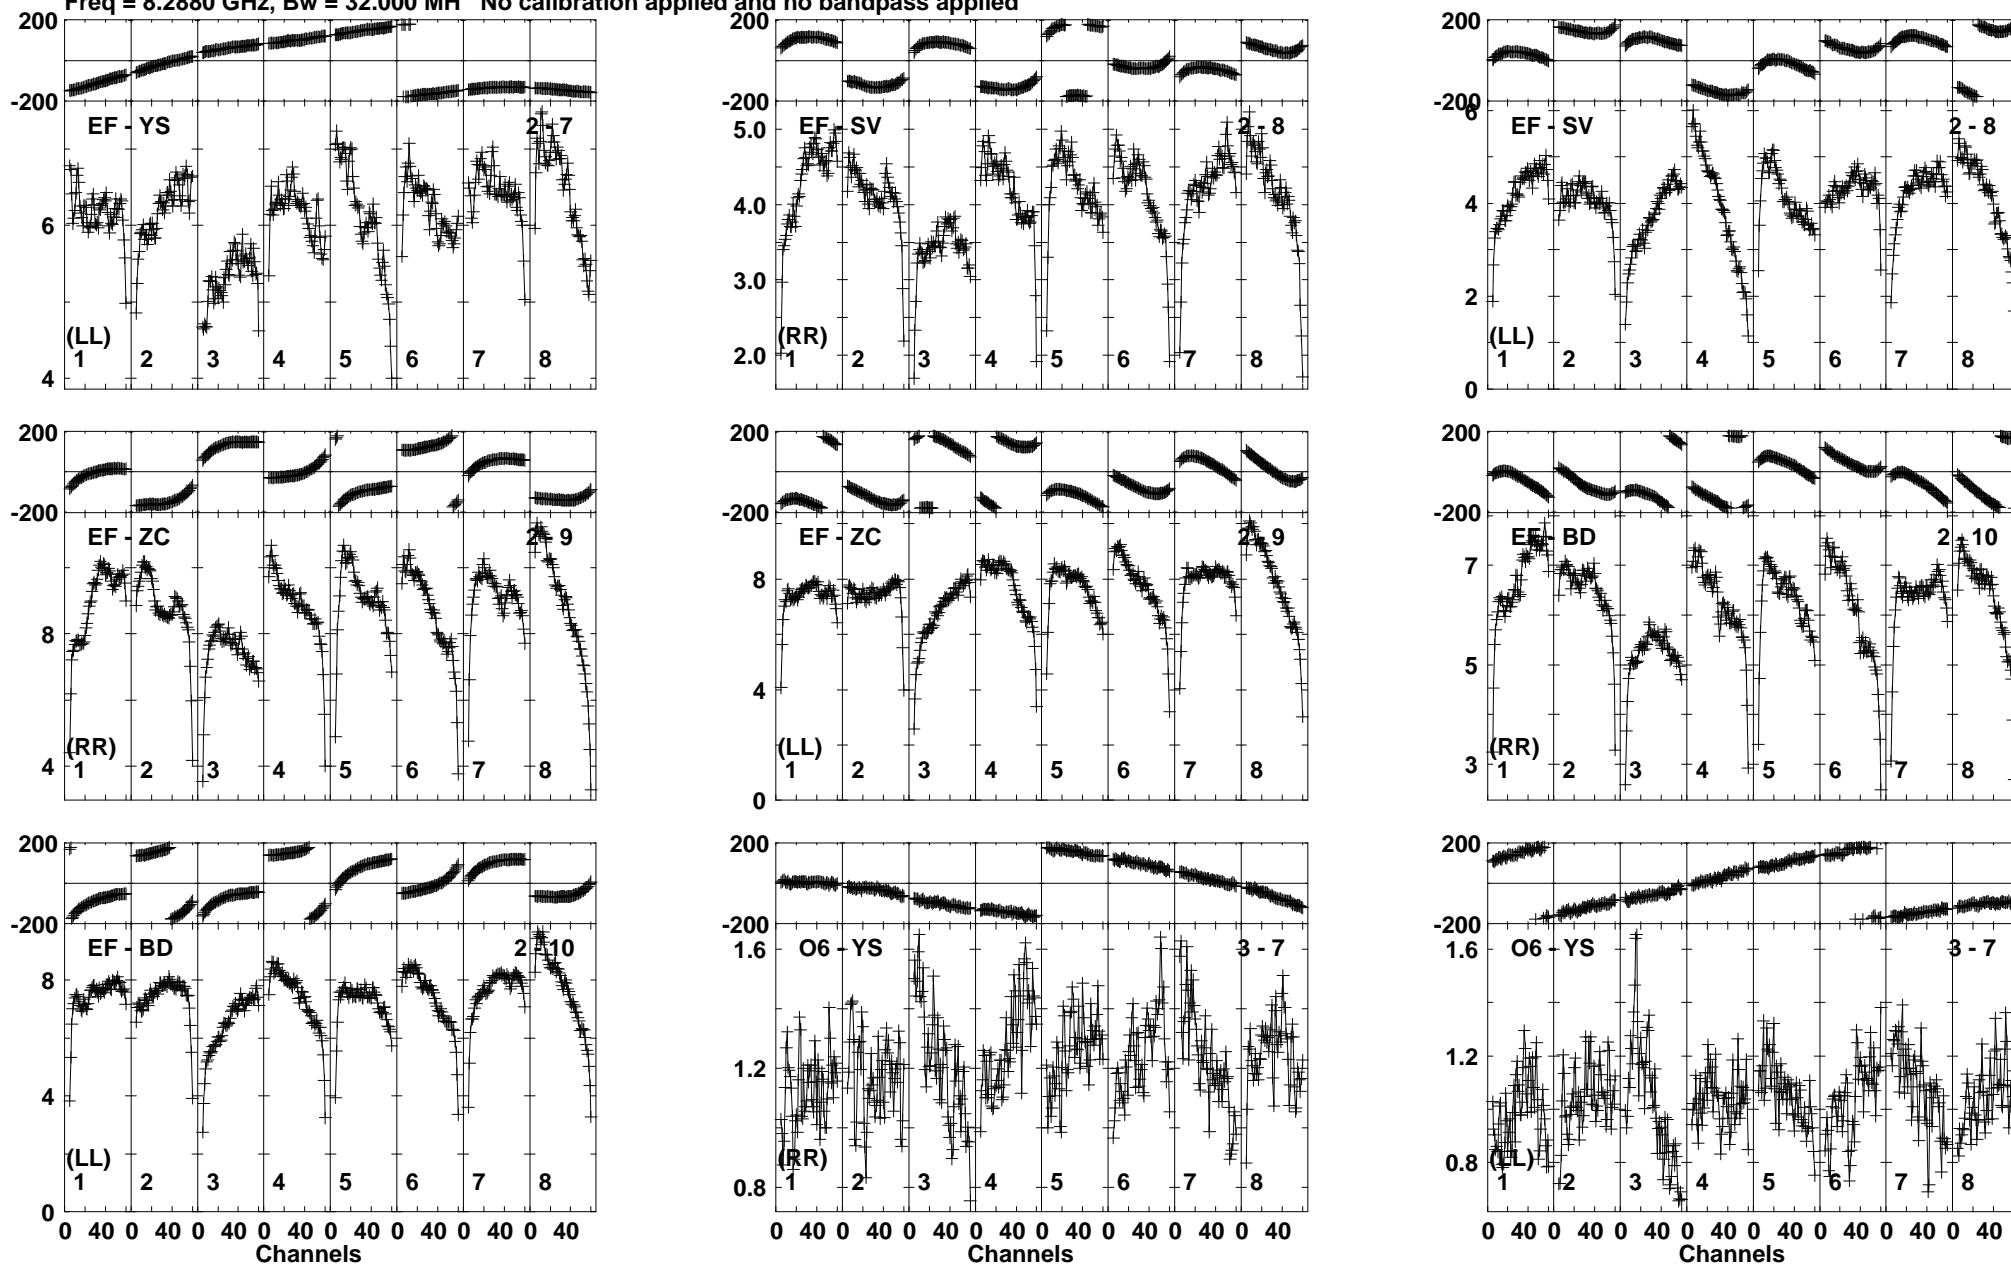 Freq = 8.2880 GHz, Bw = 32.000 MH No calibration applied and no bandpass applied
200
-200
EF - YS 2 - 7
6
4
(LL)
1 2 3 4 5 6 7 8
200
-200
EF - SV 2 - 8
5.0
4.0
3.0
2.0
(RR)
1 2 3 4 5 6 7 8
200
-200
6
EF - SV 2 - 8
4
2
0
(LL)
1 2 3 4 5 6 7 8
200
-200
EF - ZC 2 - 9
8
4
(RR)
1 2 3 4 5 6 7 8
200
-200
EF - ZC 2 - 9
8
4
0
(LL)
1 2 3 4 5 6 7 8
200
-200
EF - BD 2 - 10
7
5
3
(RR)
1 2 3 4 5 6 7 8
200
-200
EF - BD 2 - 10
8
4
0
(LL)
1 2 3 4 5 6 7 8
0 40 0 40 0 40 0 40 0 40 0 40 0 40 0 40
Channels
200
-200
O6 - YS 3 - 7
1.6
1.2
0.8
(RR)
1 2 3 4 5 6 7 8
0 40 0 40 0 40 0 40 0 40 0 40 0 40 0 40
Channels
200
-200
O6 - YS 3 - 7
1.6
1.2
0.8
(LL)
1 2 3 4 5 6 7 8
0 40 0 40 0 40 0 40 0 40 0 40 0 40 0 40
Channels